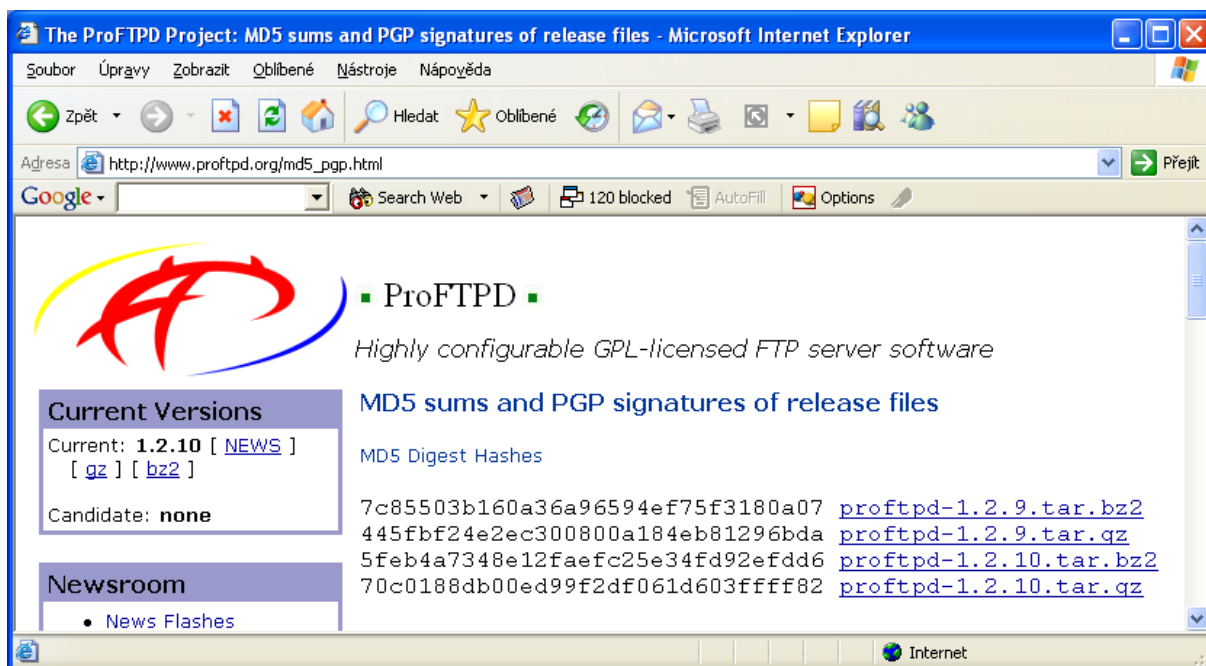 The ProFTPD Project: MD5 sums and PGP signatures of release files - Microsoft Internet Explorer
Soubor Úpravy Zobrazit Oblíbené Nástroje Nápověda
Zpět Hledat Oblíbené
Adresa http://www.proftpd.org/md5_pgp.html Přejít
Google Search Web 120 blocked AutoFill Options
ProFTPD
Highly configurable GPL-licensed FTP server software
Current Versions
Current: 1.2.10 [ NEWS ]
[ gz ] [ bz2 ]
Candidate: none
Newsroom
• News Flashes
MD5 sums and PGP signatures of release files
MD5 Digest Hashes
7c85503b160a36a96594ef75f3180a07 proftpd-1.2.9.tar.bz2
445fbf24e2ec300800a184eb81296bda proftpd-1.2.9.tar.gz
5feb4a7348e12faefc25e34fd92efdd6 proftpd-1.2.10.tar.bz2
70c0188db00ed99f2df061d603ffff82 proftpd-1.2.10.tar.gz
Internet